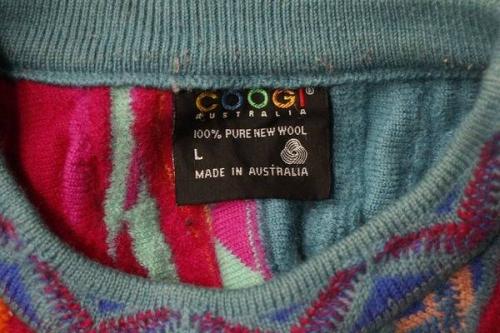 COOGI®
AUSTRALIA
100% PURE NEW WOOL
L
MADE IN AUSTRALIA